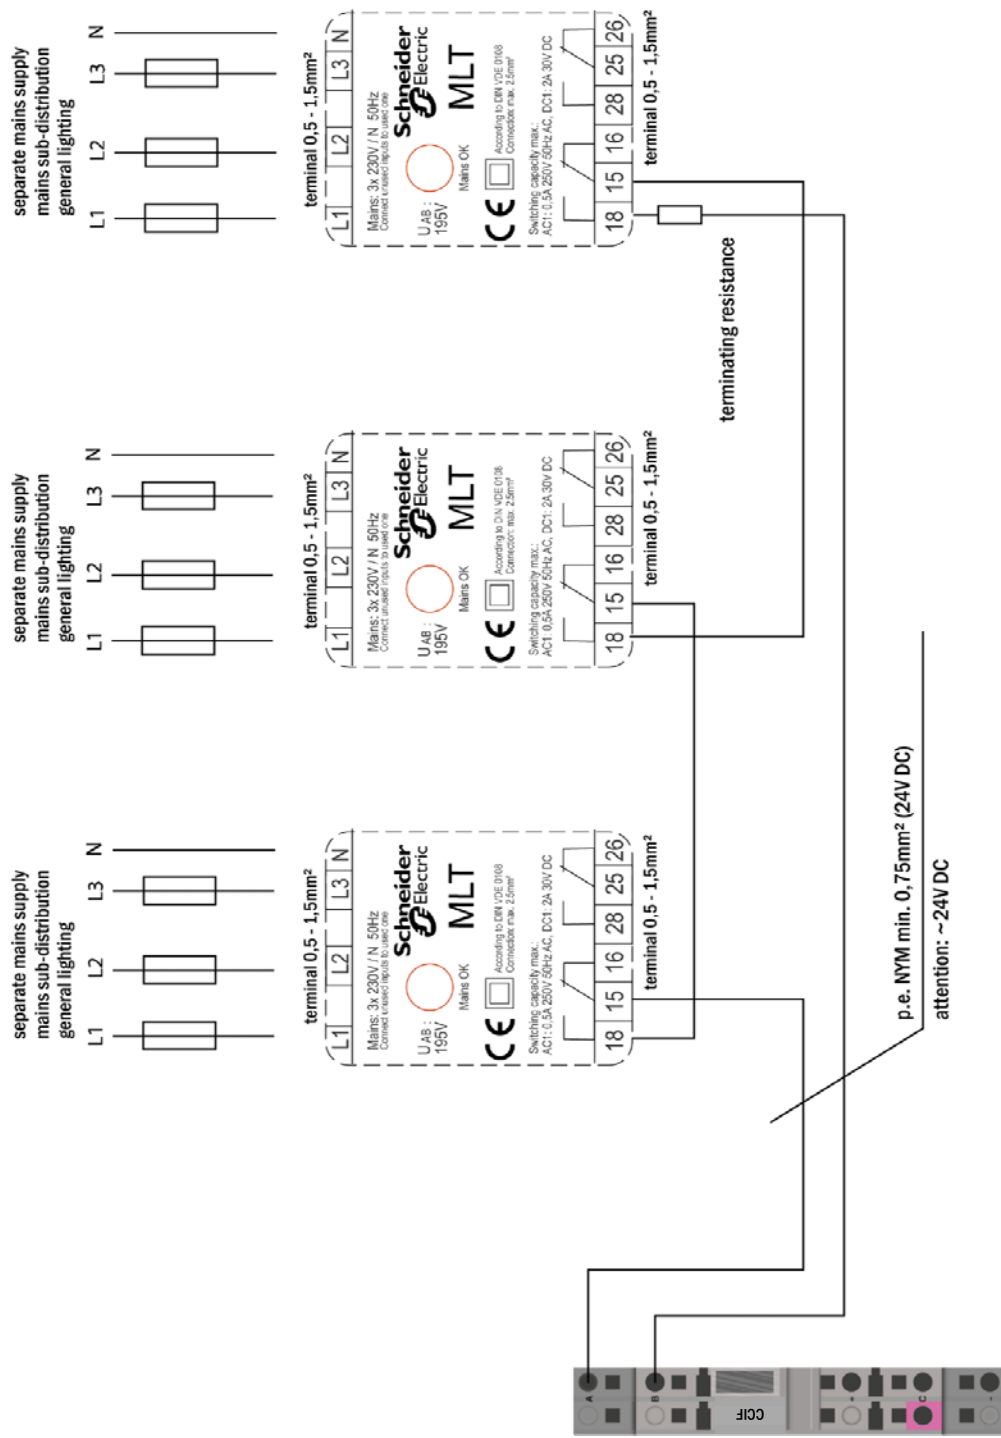 separate mains supply
mains sub-distribution
general lighting
L1 L2 L3 N
terminal 0,5 - 1,5mm²
L1 L2 L3 N
Mains: 3x 230V / N 50Hz
Connect unused inputs to used one
UAB :
195V
Mains OK
Schneider
Electric
MLT
CE
According to DIN VDE 0108
Connection: max. 2.5mm²
Switching capacity max.:
AC1: 0,5A 250V 50Hz AC, DC1: 2A 30V DC
18 15 16 28 25 26
terminal 0,5 - 1,5mm²
separate mains supply
mains sub-distribution
general lighting
L1 L2 L3 N
terminal 0,5 - 1,5mm²
L1 L2 L3 N
Mains: 3x 230V / N 50Hz
Connect unused inputs to used one
UAB :
195V
Mains OK
Schneider
Electric
MLT
CE
According to DIN VDE 0108
Connection: max. 2.5mm²
Switching capacity max.:
AC1: 0,5A 250V 50Hz AC, DC1: 2A 30V DC
18 15 16 28 25 26
terminal 0,5 - 1,5mm²
separate mains supply
mains sub-distribution
general lighting
L1 L2 L3 N
terminal 0,5 - 1,5mm²
L1 L2 L3 N
Mains: 3x 230V / N 50Hz
Connect unused inputs to used one
UAB :
195V
Mains OK
Schneider
Electric
MLT
CE
According to DIN VDE 0108
Connection: max. 2.5mm²
Switching capacity max.:
AC1: 0,5A 250V 50Hz AC, DC1: 2A 30V DC
18 15 16 28 25 26
terminal 0,5 - 1,5mm²
terminating resistance
A
B
CCIF
+
C
-
p.e. NYM min. 0,75mm² (24V DC)
attention: ~24V DC